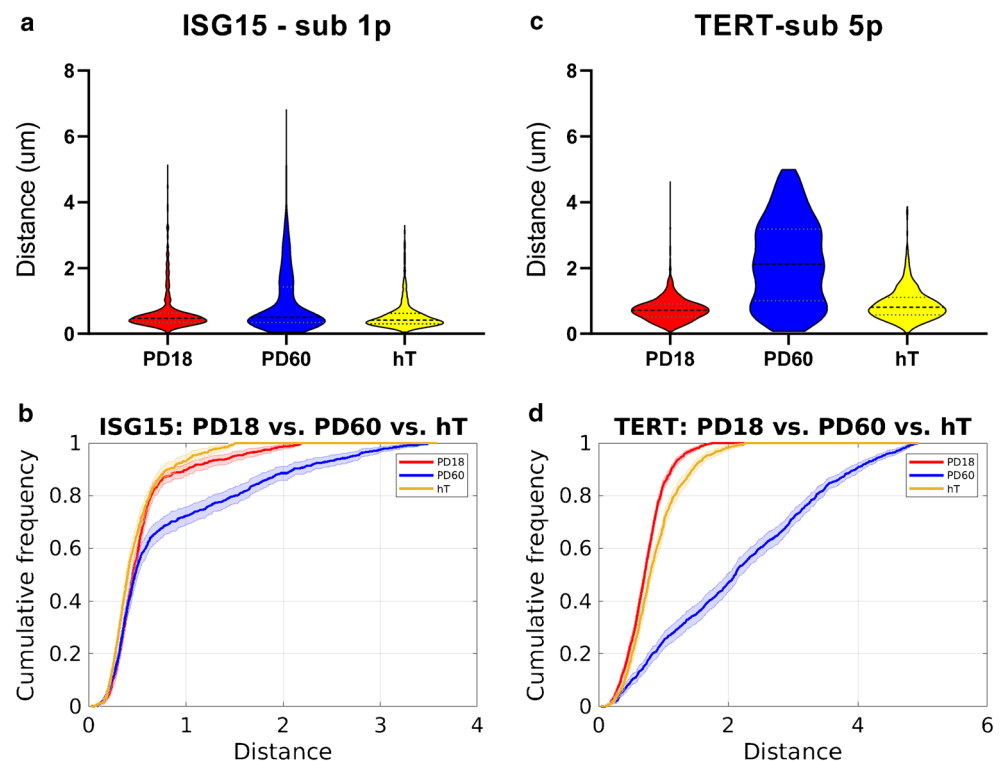 a
ISG15 - sub 1p
Distance (um)
8
6
4
2
0
PD18
PD60
hT
c
TERT-sub 5p
Distance (um)
8
6
4
2
0
PD18
PD60
hT
b
ISG15: PD18 vs. PD60 vs. hT
Cumulative frequency
1
0.8
0.6
0.4
0.2
0
PD18
PD60
hT
0 1 2 3 4
Distance
d
TERT: PD18 vs. PD60 vs. hT
Cumulative frequency
1
0.8
0.6
0.4
0.2
0
PD18
PD60
hT
0 2 4 6
Distance